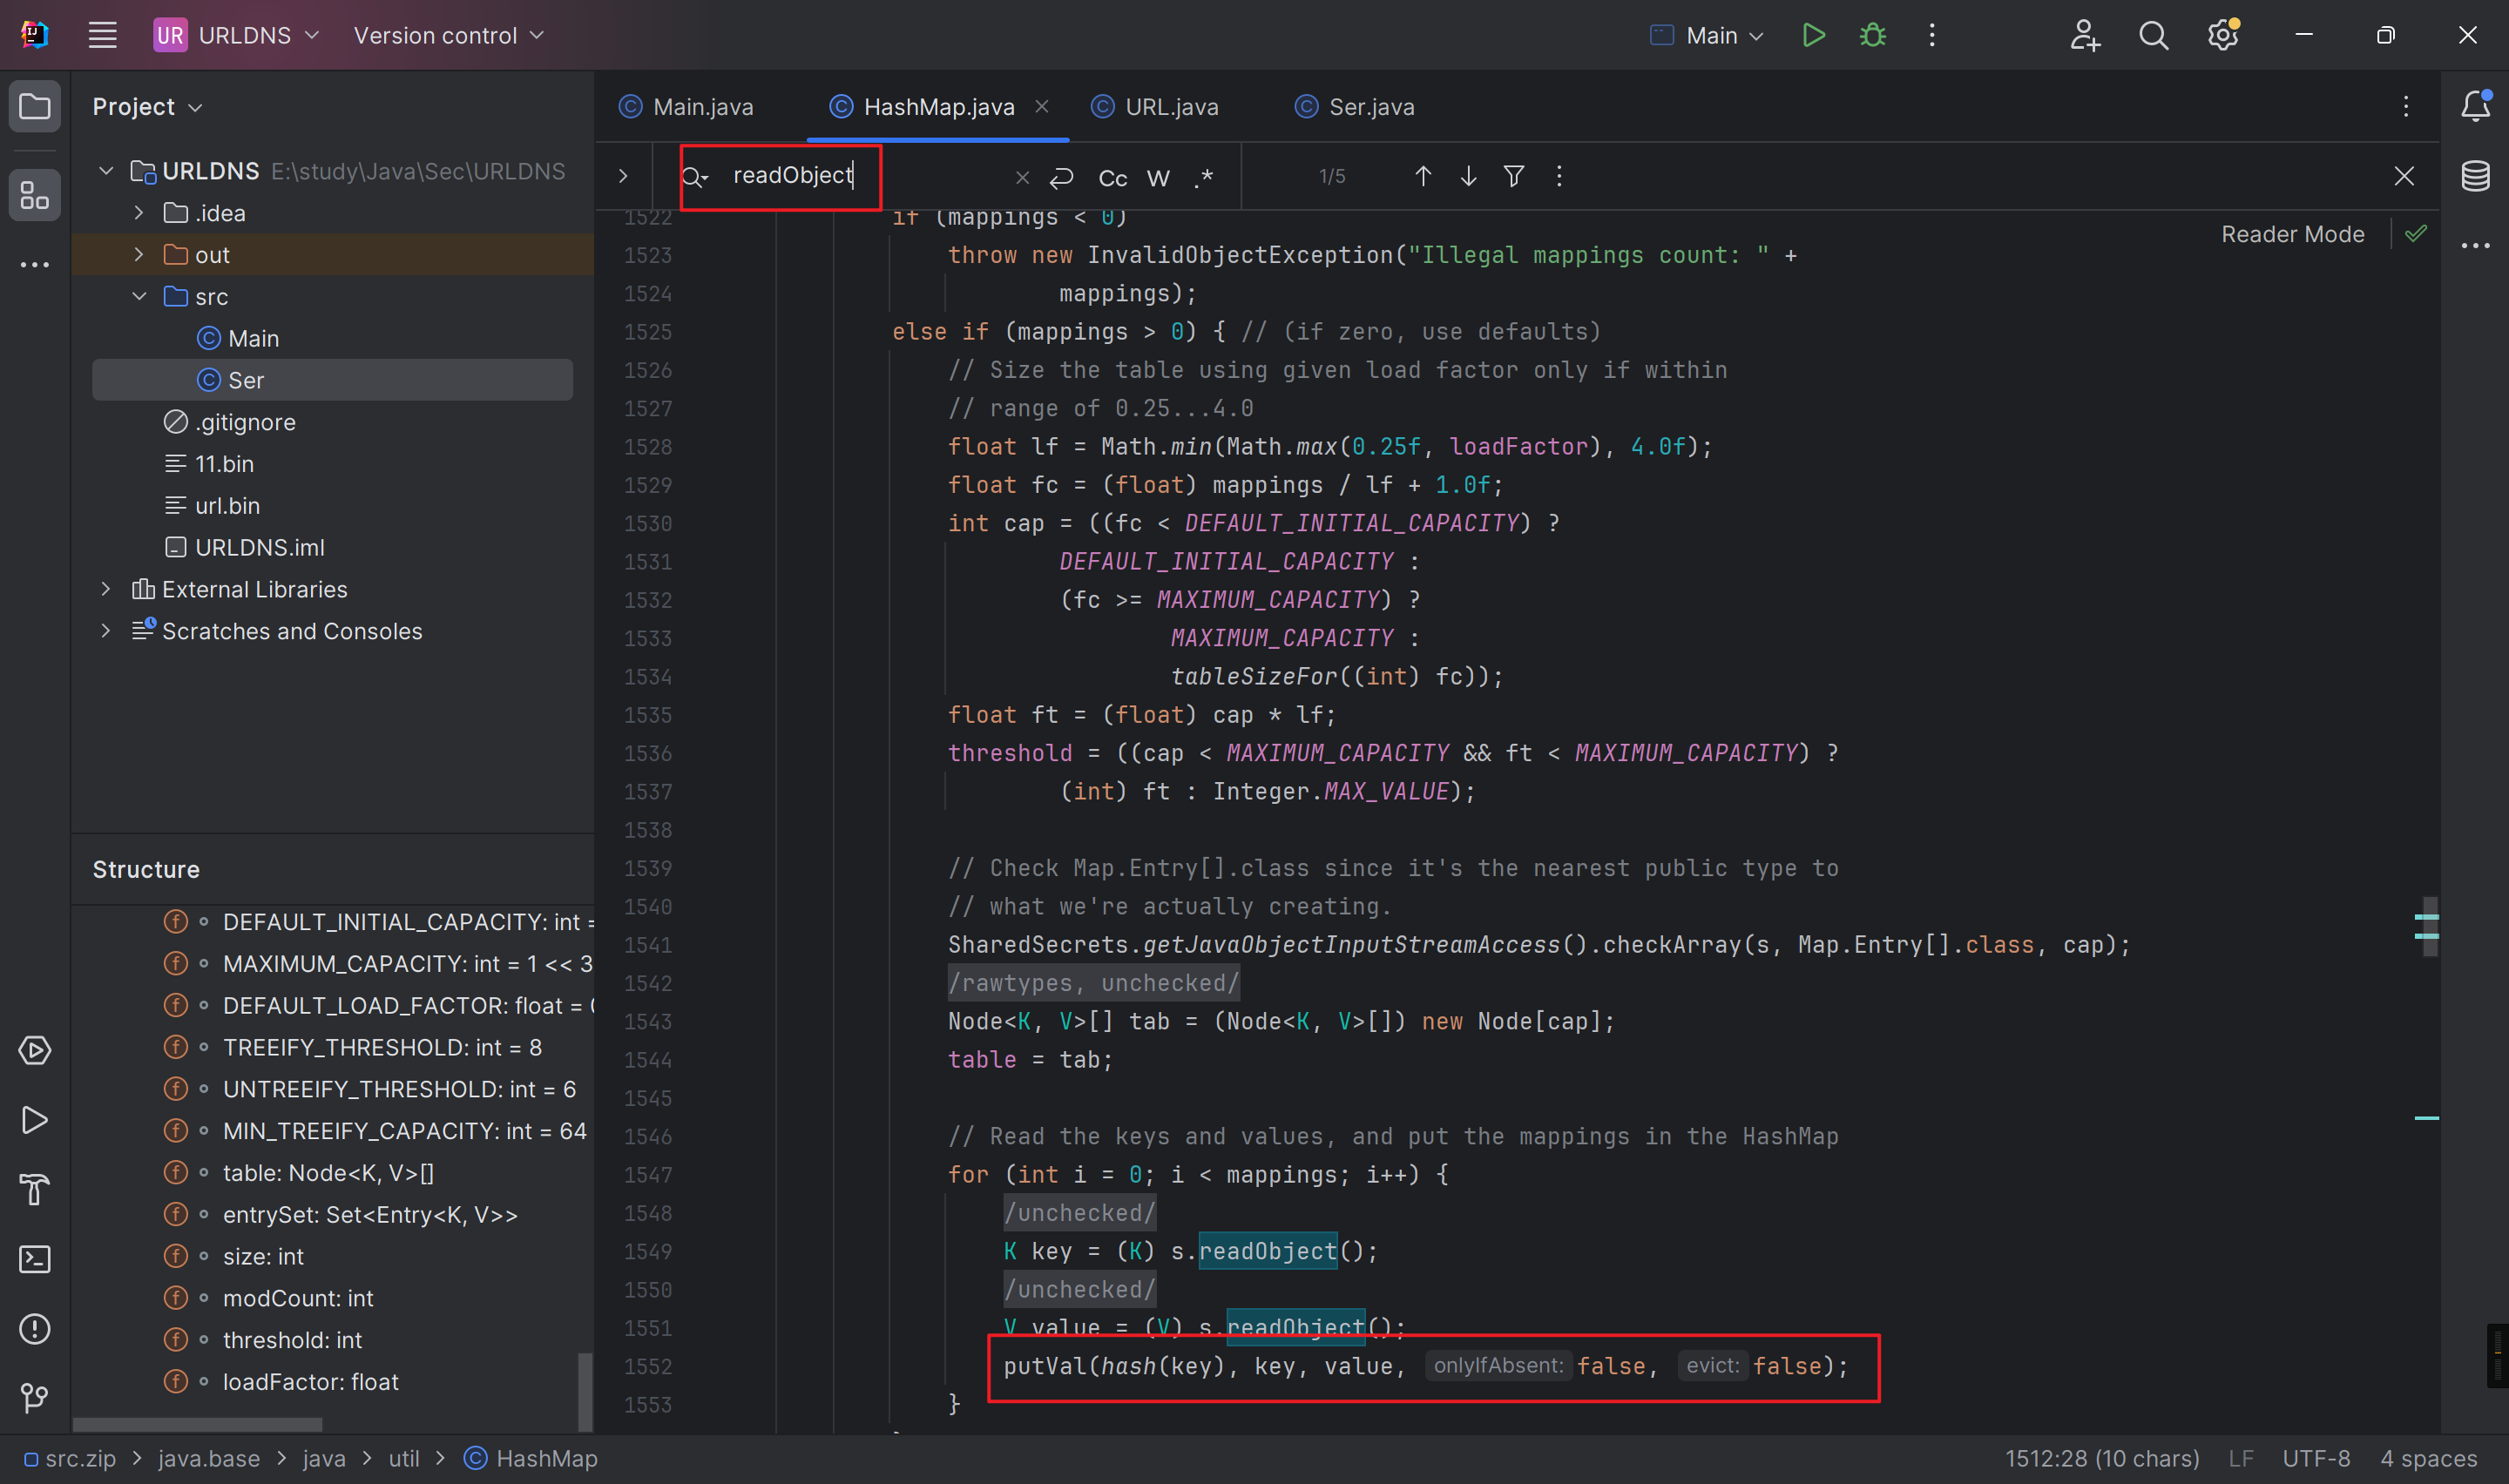 UR URLDNS Version control Main
Project
URLDNS E:\study\Java\Sec\URLDNS
.idea
out
src
Main
Ser
.gitignore
11.bin
url.bin
URLDNS.iml
External Libraries
Scratches and Consoles
Structure
DEFAULT_INITIAL_CAPACITY: int =
MAXIMUM_CAPACITY: int = 1 << 3
DEFAULT_LOAD_FACTOR: float = 0
TREEIFY_THRESHOLD: int = 8
UNTREEIFY_THRESHOLD: int = 6
MIN_TREEIFY_CAPACITY: int = 64
table: Node<K, V>[]
entrySet: Set<Entry<K, V>>
size: int
modCount: int
threshold: int
loadFactor: float
Main.java HashMap.java URL.java Ser.java
readObject Cc W .* 1/5
Reader Mode
1522 if (mappings < 0)
1523 throw new InvalidObjectException("Illegal mappings count: " +
1524 mappings);
1525 else if (mappings > 0) { // (if zero, use defaults)
1526 // Size the table using given load factor only if within
1527 // range of 0.25...4.0
1528 float lf = Math.min(Math.max(0.25f, loadFactor), 4.0f);
1529 float fc = (float) mappings / lf + 1.0f;
1530 int cap = ((fc < DEFAULT_INITIAL_CAPACITY) ?
1531 DEFAULT_INITIAL_CAPACITY :
1532 (fc >= MAXIMUM_CAPACITY) ?
1533 MAXIMUM_CAPACITY :
1534 tableSizeFor((int) fc));
1535 float ft = (float) cap * lf;
1536 threshold = ((cap < MAXIMUM_CAPACITY && ft < MAXIMUM_CAPACITY) ?
1537 (int) ft : Integer.MAX_VALUE);
1538
1539 // Check Map.Entry[].class since it's the nearest public type to
1540 // what we're actually creating.
1541 SharedSecrets.getJavaObjectInputStreamAccess().checkArray(s, Map.Entry[].class, cap);
1542 /rawtypes, unchecked/
1543 Node<K, V>[] tab = (Node<K, V>[]) new Node[cap];
1544 table = tab;
1545
1546 // Read the keys and values, and put the mappings in the HashMap
1547 for (int i = 0; i < mappings; i++) {
1548 /unchecked/
1549 K key = (K) s.readObject();
1550 /unchecked/
1551 V value = (V) s.readObject();
1552 putVal(hash(key), key, value, onlyIfAbsent: false, evict: false);
1553 }
src.zip > java.base > java > util > HashMap 1512:28 (10 chars) LF UTF-8 4 spaces